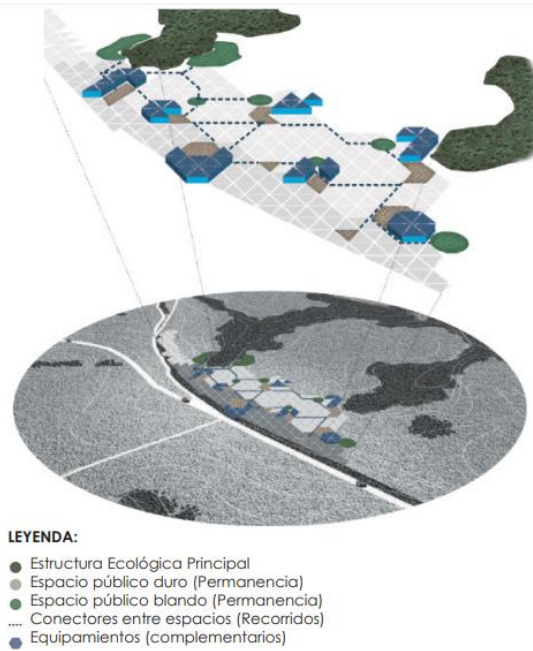 LEYENDA:
Estructura Ecológica Principal
Espacio público duro (Permanencia)
Espacio público blando (Permanencia)
Conectores entre espacios (Recorridos)
Equipamientos (complementarios)